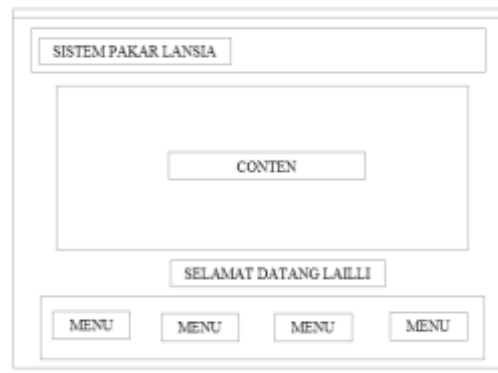 SISTEM PAKAR LANSIA
CONTEN
SELAMAT DATANG LAILLI
MENU MENU MENU MENU